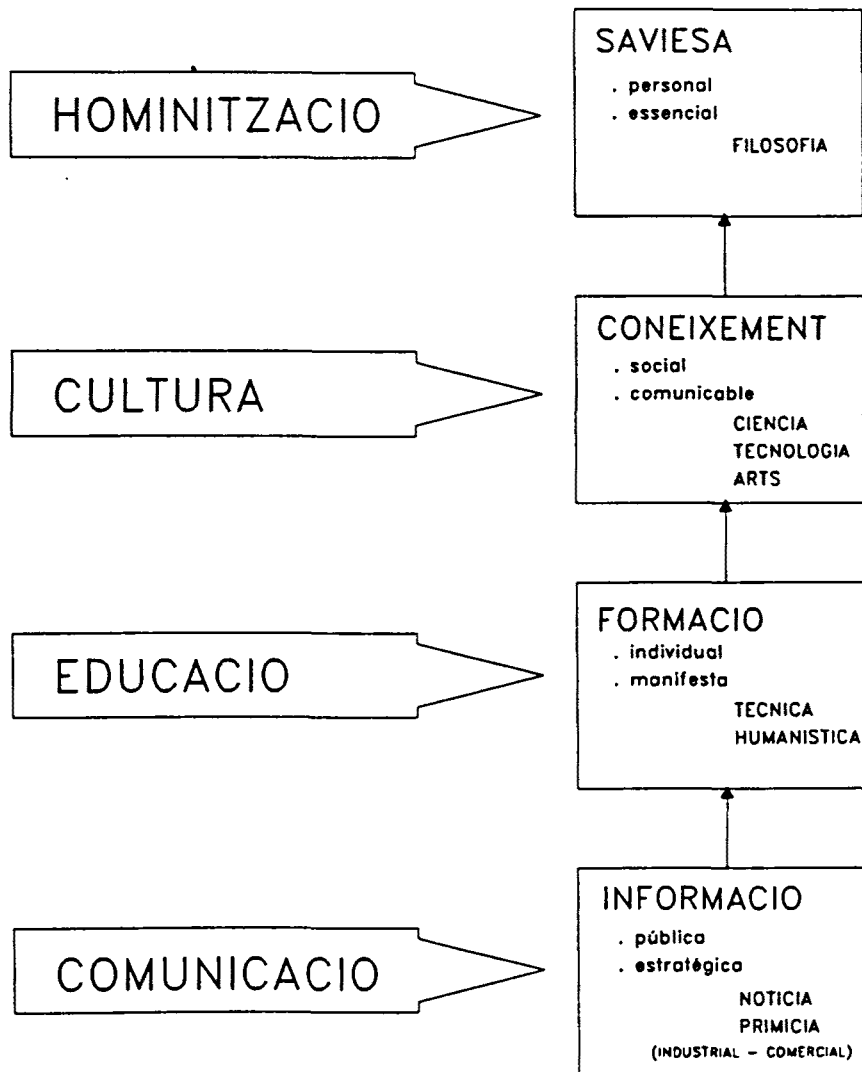 HOMINITZACIO
SAVIESA
. personal
. essencial
FILOSOFIA
CULTURA
CONEIXEMENT
. social
. comunicable
CIENCIA
TECNOLOGIA
ARTS
EDUCACIO
FORMACIO
. individual
. manifesta
TECNICA
HUMANISTICA
COMUNICACIO
INFORMACIO
. pública
. estratégica
NOTICIA
PRIMICIA
(INDUSTRIAL - COMERCIAL)